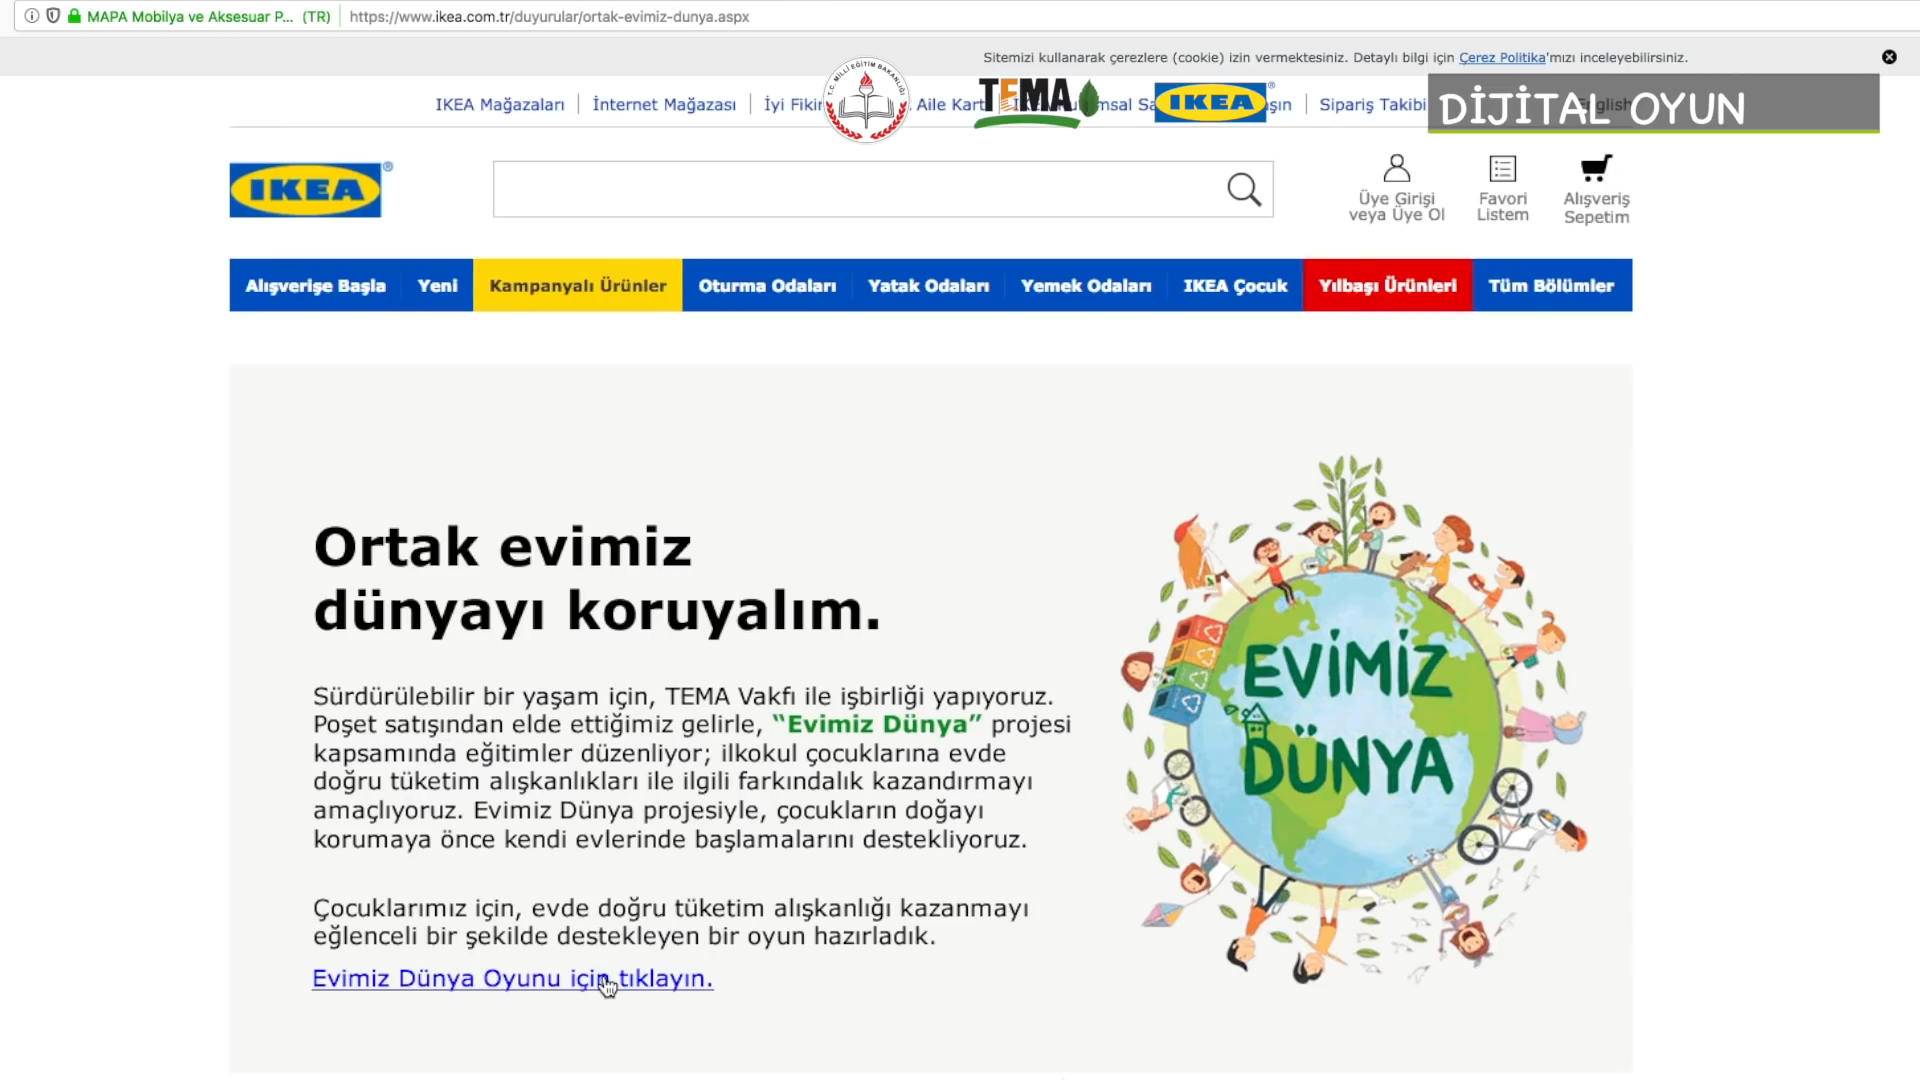 MAPA Mobilya ve Aksesuar P... (TR) https://www.ikea.com.tr/duyurular/ortak-evimiz-dunya.aspx
Sitemizi kullanarak çerezlere (cookie) izin vermektesiniz. Detaylı bilgi için Çerez Politika'mızı inceleyebilirsiniz.
IKEA Mağazaları İnternet Mağazası İyi Aile Sipariş Takibi English
T.C. MİLLİ EĞİTİM BAKANLIĞI
TEMA
IKEA
DİJİTAL OYUN
IKEA
Üye Girişi
veya Üye Ol
Favori
Listem
Alışveriş
Sepetim
Alışverişe Başla Yeni Kampanyalı Ürünler Oturma Odaları Yatak Odaları Yemek Odaları IKEA Çocuk Yılbaşı Ürünleri Tüm Bölümler
Ortak evimiz
dünyayı koruyalım.
Sürdürülebilir bir yaşam için, TEMA Vakfı ile işbirliği yapıyoruz.
Poşet satışından elde ettiğimiz gelirle, “Evimiz Dünya” projesi
kapsamında eğitimler düzenliyor; ilkokul çocuklarına evde
doğru tüketim alışkanlıkları ile ilgili farkındalık kazandırmayı
amaçlıyoruz. Evimiz Dünya projesiyle, çocukların doğayı
korumaya önce kendi evlerinde başlamalarını destekliyoruz.
Çocuklarımız için, evde doğru tüketim alışkanlığı kazanmayı
eğlenceli bir şekilde destekleyen bir oyun hazırladık.
Evimiz Dünya Oyunu için tıklayın.
EVİMİZ
DÜNYA